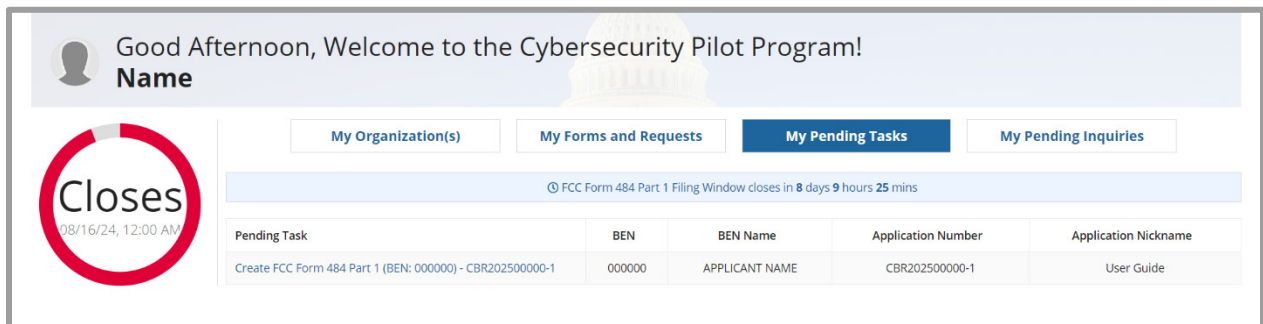 Good Afternoon, Welcome to the Cybersecurity Pilot Program!
Name
Closes
08/16/24, 12:00 AM
My Organization(s) My Forms and Requests My Pending Tasks My Pending Inquiries
FCC Form 484 Part 1 Filing Window closes in 8 days 9 hours 25 mins
Pending Task BEN BEN Name Application Number Application Nickname
Create FCC Form 484 Part 1 (BEN: 000000) - CBR202500000-1 000000 APPLICANT NAME CBR202500000-1 User Guide